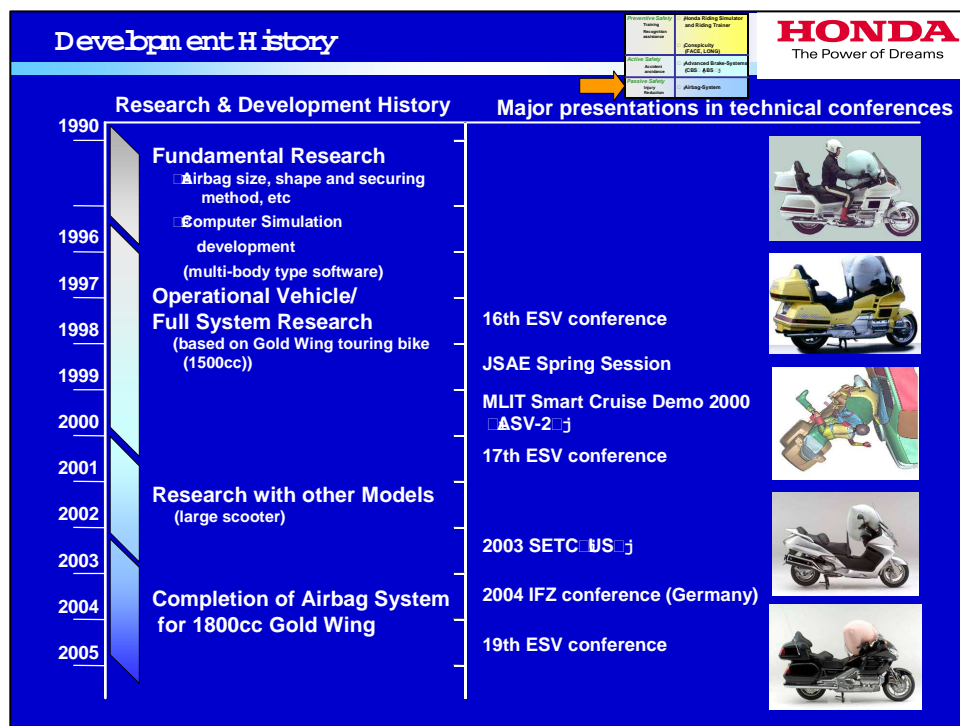 Development History
Preventive Safety
Training
Recognition
assistance
Honda Riding Simulator
and Riding Trainer
Conspicuity
(FACE, LONG)
Active Safety
Accident
avoidance
Advanced Brake-Systems
(CBS ABS j
Passive Safety
Injury
Reduction
Airbag-System
HONDA
The Power of Dreams
Research & Development History
Major presentations in technical conferences
1990
Fundamental Research
Airbag size, shape and securing
method, etc
Computer Simulation
1996
development
(multi-body type software)
1997
Operational Vehicle/
Full System Research
1998
(based on Gold Wing touring bike
(1500cc))
1999
2000
2001
Research with other Models
2002
(large scooter)
2003
Completion of Airbag System
2004
for 1800cc Gold Wing
2005
16th ESV conference
JSAE Spring Session
MLIT Smart Cruise Demo 2000
ASV-2 j
17th ESV conference
2003 SETC US j
2004 IFZ conference (Germany)
19th ESV conference